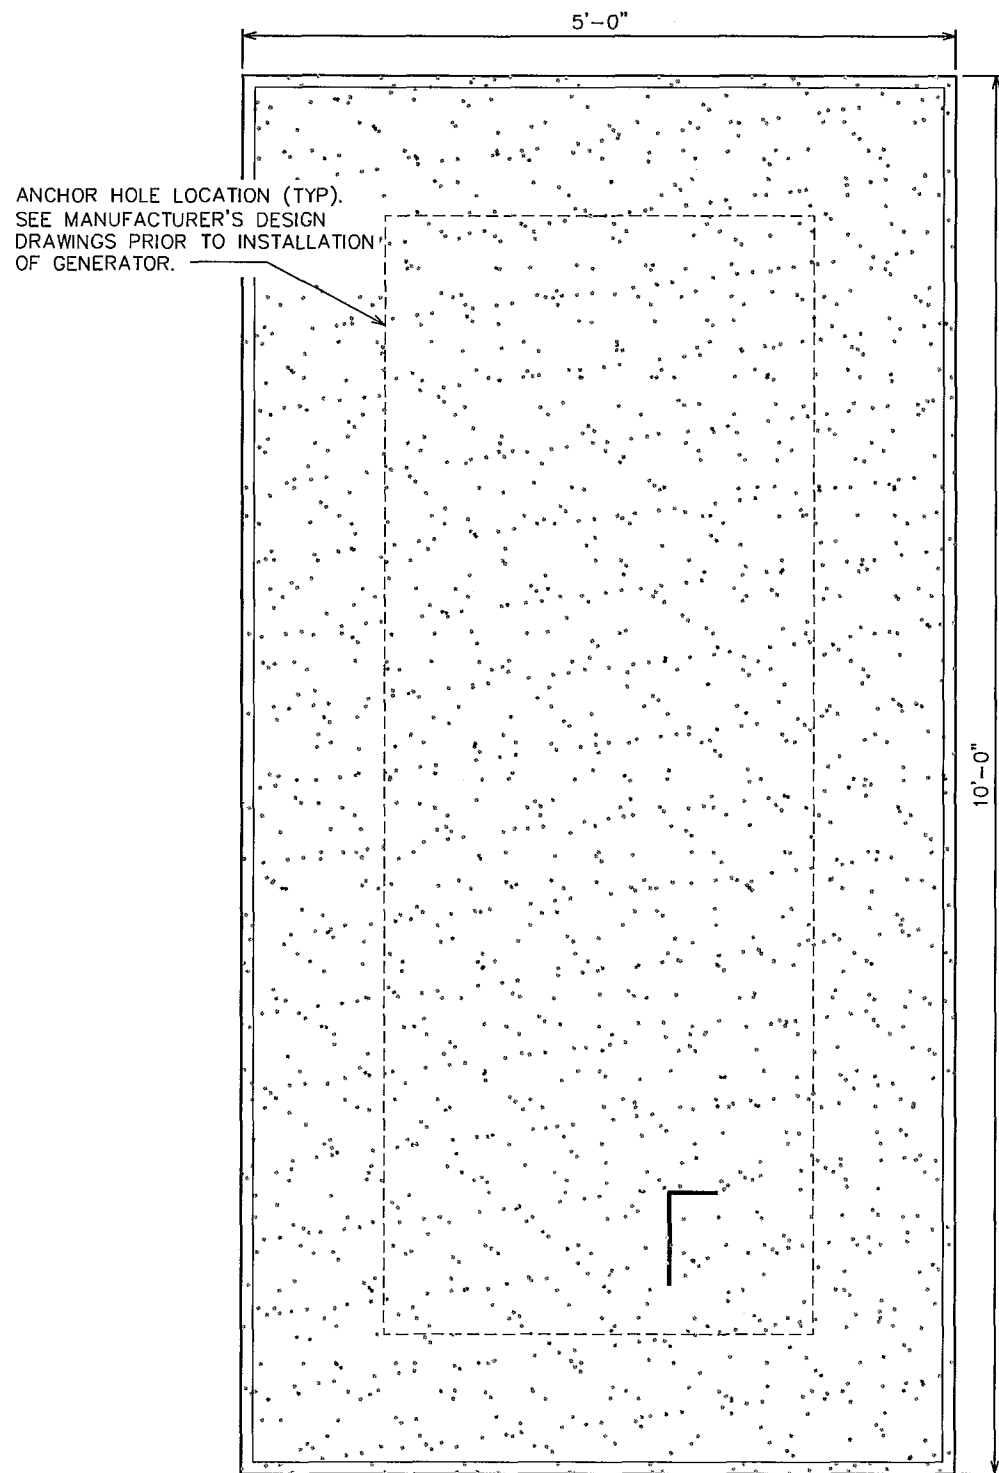 5'-0"
ANCHOR HOLE LOCATION (TYP).
SEE MANUFACTURER'S DESIGN
DRAWINGS PRIOR TO INSTALLATION
OF GENERATOR.
10'-0"